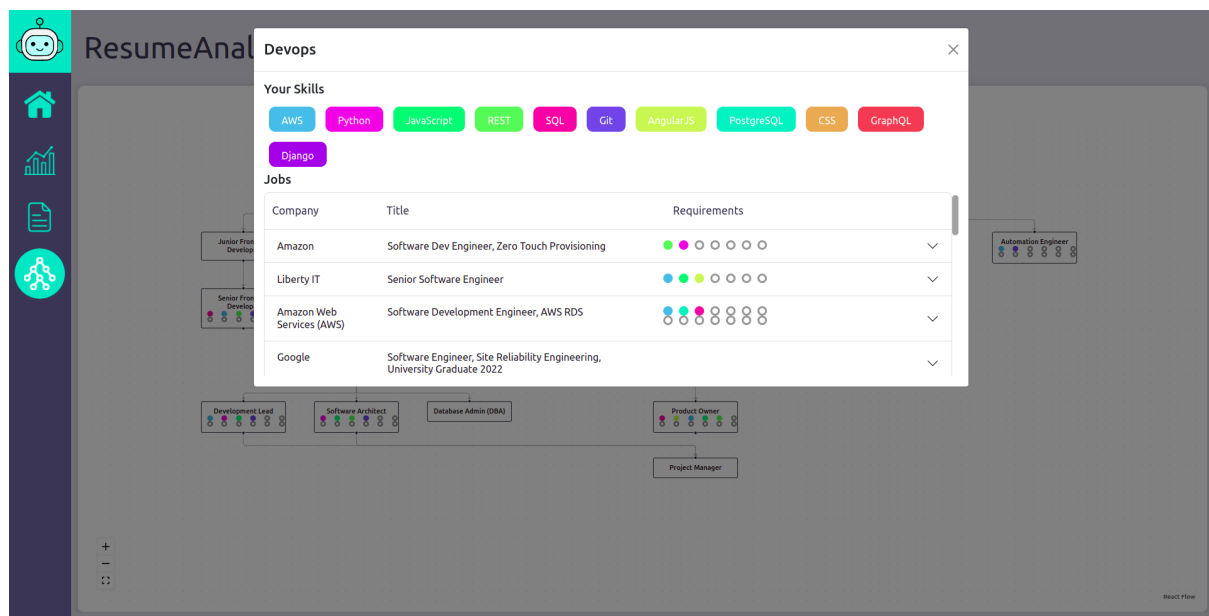 ResumeAnal
Devops
Your Skills
AWS Python JavaScript REST SQL Git AngularJS PostgreSQL CSS GraphQL
Django
Jobs
Company Title Requirements
Amazon Software Dev Engineer, Zero Touch Provisioning
Liberty IT Senior Software Engineer
Amazon Web Software Development Engineer, AWS RDS
Services (AWS)
Google Software Engineer, Site Reliability Engineering,
University Graduate 2022
Junior Fron
Develop
Automation Engineer
Senior Fron
Develop
Development Lead Software Architect Database Admin (DBA) Product Owner
Project Manager
React Flow